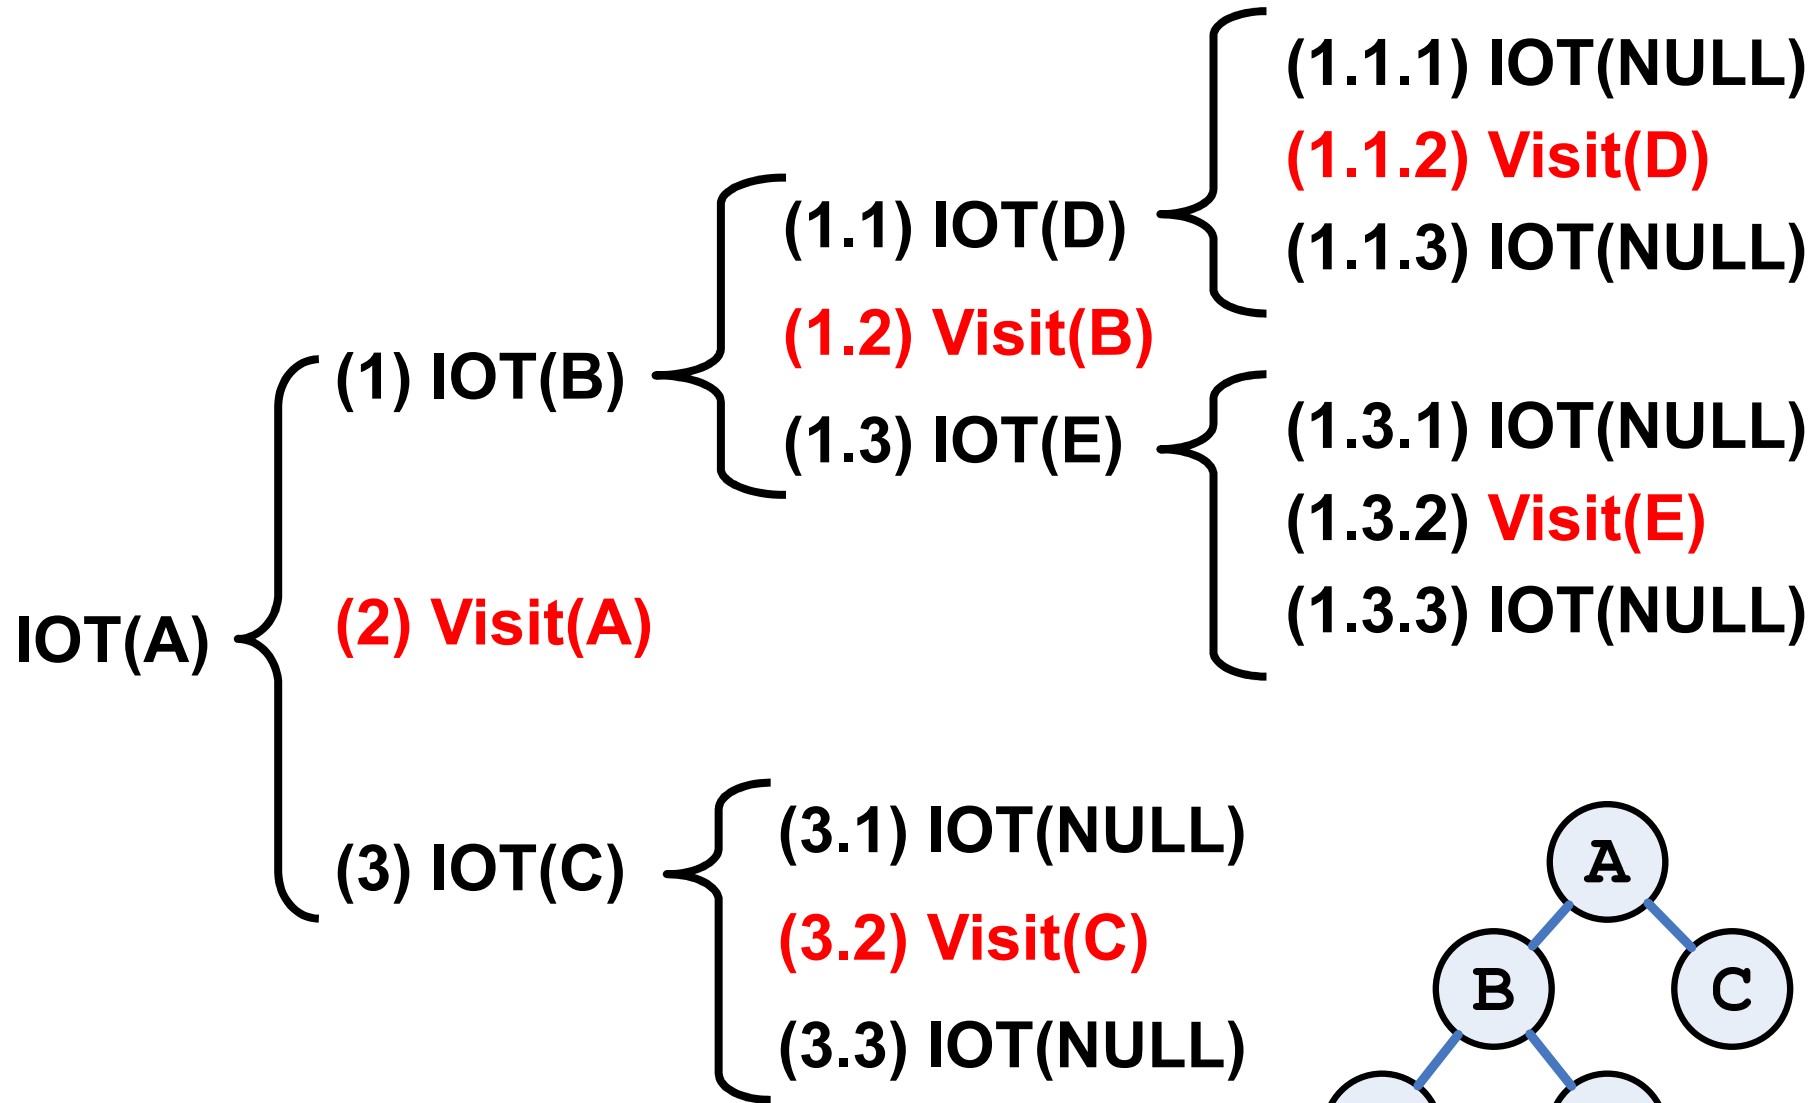 IOT(A)
(1) IOT(B)
(2) Visit(A)
(3) IOT(C)
(1.1) IOT(D)
(1.2) Visit(B)
(1.3) IOT(E)
(1.1.1) IOT(NULL)
(1.1.2) Visit(D)
(1.1.3) IOT(NULL)
(1.3.1) IOT(NULL)
(1.3.2) Visit(E)
(1.3.3) IOT(NULL)
(3.1) IOT(NULL)
(3.2) Visit(C)
(3.3) IOT(NULL)
A
B
C